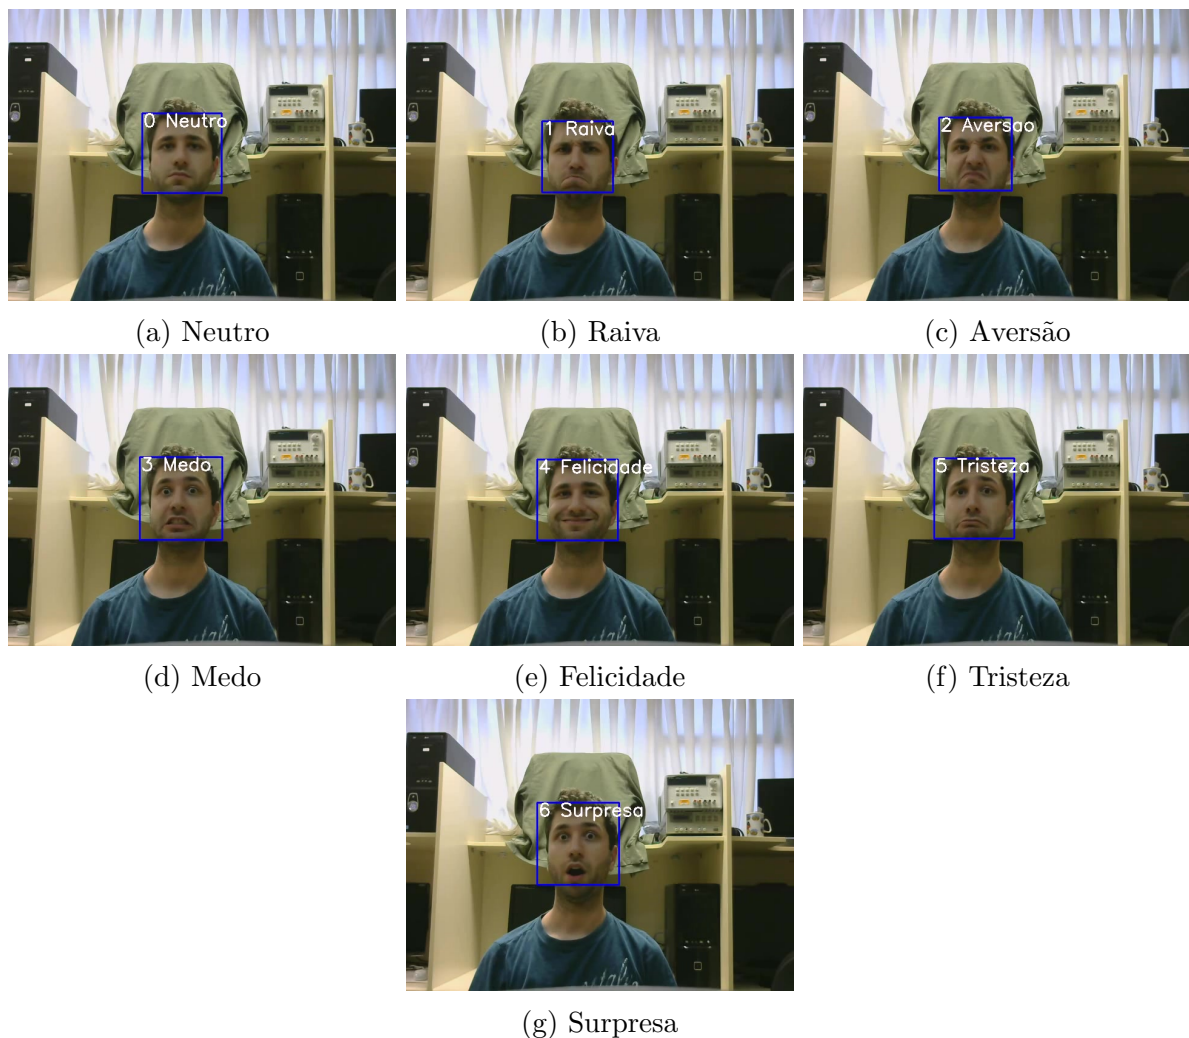 0 Neutro
1 Raiva
2 Aversao
(a) Neutro
(b) Raiva
(c) Aversão
3 Medo
4 Felicidade
5 Tristeza
(d) Medo
(e) Felicidade
(f) Tristeza
6 Surpresa
(g) Surpresa